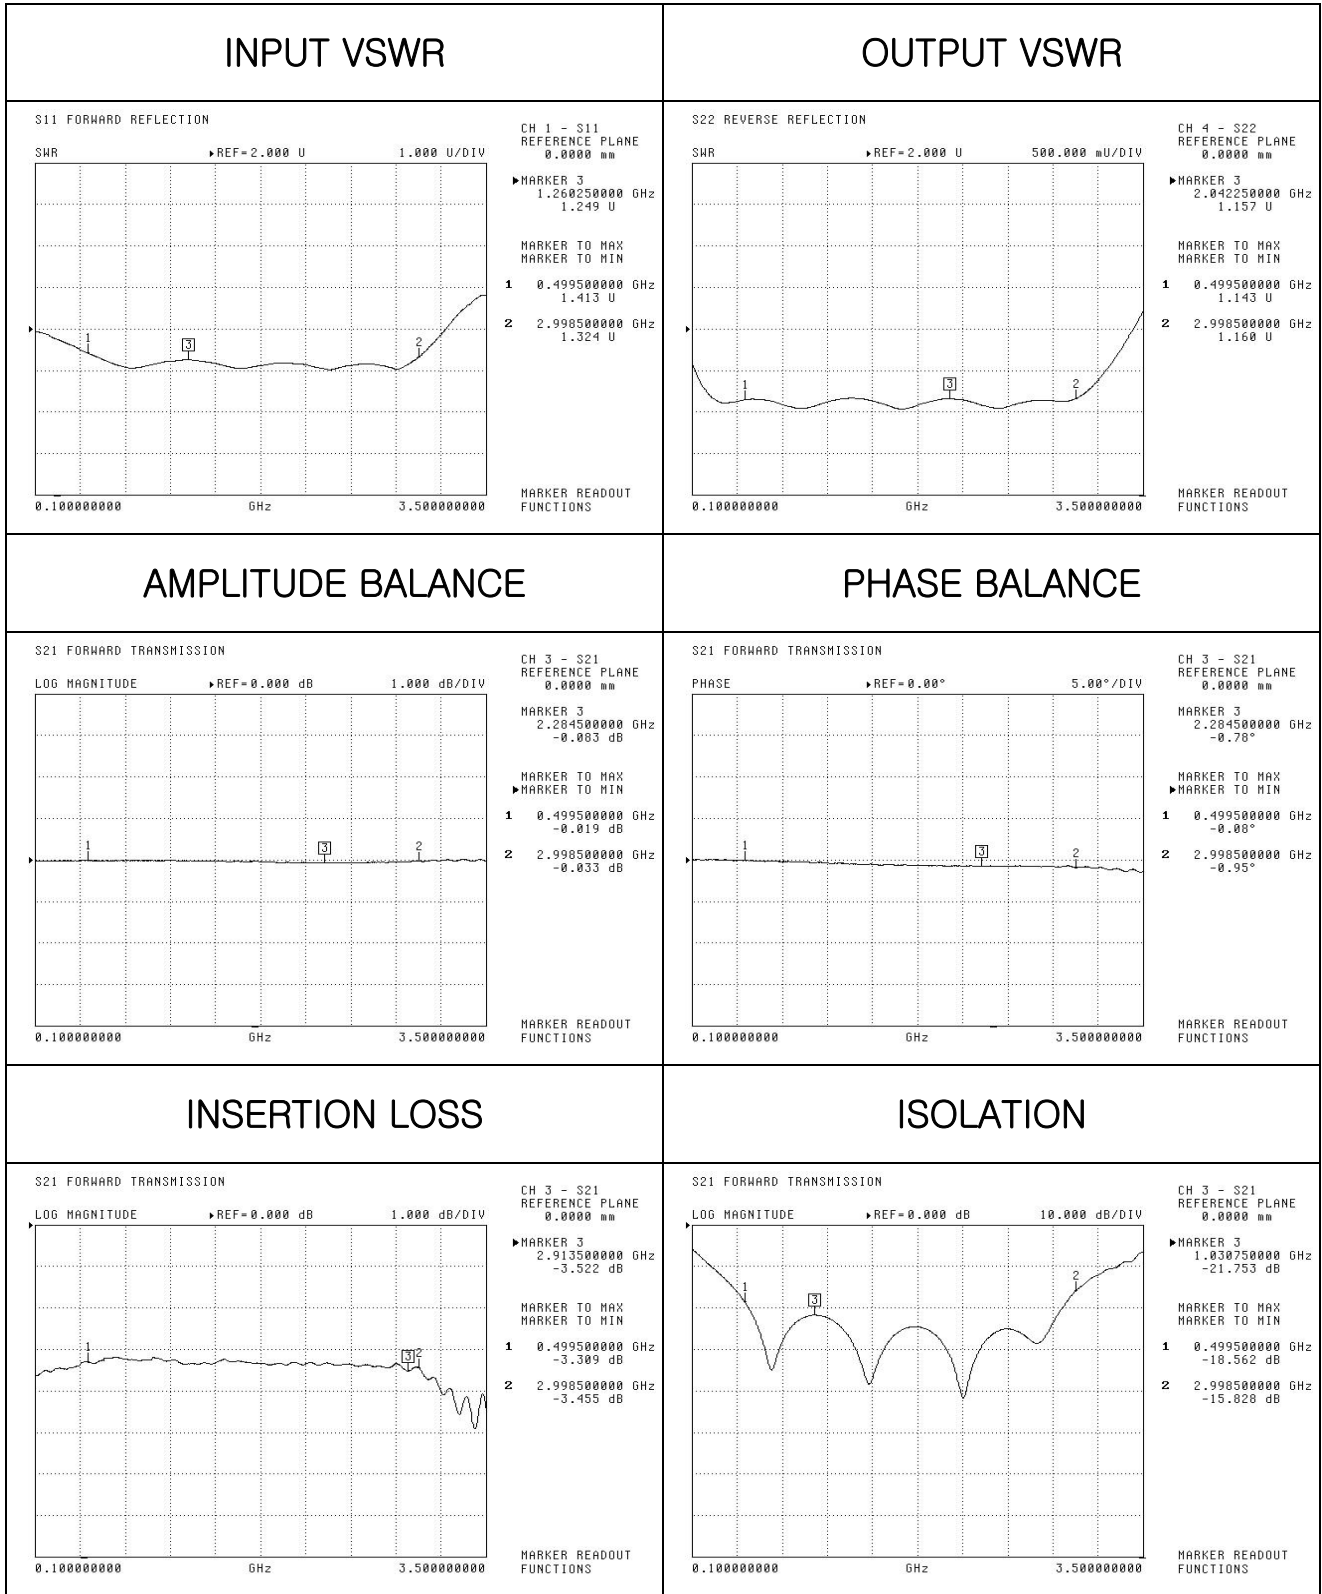 INPUT VSWR
OUTPUT VSWR
S11 FORWARD REFLECTION
CH 1 - S11
REFERENCE PLANE
0.0000 mm
SWR ▸REF=2.000 U 1.000 U/DIV
▶MARKER 3
1.260250000 GHz
1.249 U
MARKER TO MAX
MARKER TO MIN
1 0.499500000 GHz
1.413 U
2 2.998500000 GHz
1.324 U
1
3
2
MARKER READOUT
FUNCTIONS
0.100000000 GHz 3.500000000
S22 REVERSE REFLECTION
CH 4 - S22
REFERENCE PLANE
0.0000 mm
SWR ▸REF=2.000 U 500.000 mU/DIV
▶MARKER 3
2.042250000 GHz
1.157 U
MARKER TO MAX
MARKER TO MIN
1 0.499500000 GHz
1.143 U
2 2.998500000 GHz
1.160 U
1
3
2
MARKER READOUT
FUNCTIONS
0.100000000 GHz 3.500000000
AMPLITUDE BALANCE
PHASE BALANCE
S21 FORWARD TRANSMISSION
CH 3 - S21
REFERENCE PLANE
0.0000 mm
LOG MAGNITUDE ▸REF=0.000 dB 1.000 dB/DIV
MARKER 3
2.284500000 GHz
-0.083 dB
MARKER TO MAX
▶MARKER TO MIN
1 0.499500000 GHz
-0.019 dB
2 2.998500000 GHz
-0.033 dB
1
3
2
MARKER READOUT
FUNCTIONS
0.100000000 GHz 3.500000000
S21 FORWARD TRANSMISSION
CH 3 - S21
REFERENCE PLANE
0.0000 mm
PHASE ▸REF=0.00° 5.00°/DIV
MARKER 3
2.284500000 GHz
-0.78°
MARKER TO MAX
▶MARKER TO MIN
1 0.499500000 GHz
-0.08°
2 2.998500000 GHz
-0.95°
1
3
2
MARKER READOUT
FUNCTIONS
0.100000000 GHz 3.500000000
INSERTION LOSS
ISOLATION
S21 FORWARD TRANSMISSION
CH 3 - S21
REFERENCE PLANE
0.0000 mm
LOG MAGNITUDE ▸REF=0.000 dB 1.000 dB/DIV
▶MARKER 3
2.913500000 GHz
-3.522 dB
MARKER TO MAX
MARKER TO MIN
1 0.499500000 GHz
-3.309 dB
2 2.998500000 GHz
-3.455 dB
1
3
2
MARKER READOUT
FUNCTIONS
0.100000000 GHz 3.500000000
S21 FORWARD TRANSMISSION
CH 3 - S21
REFERENCE PLANE
0.0000 mm
LOG MAGNITUDE ▸REF=0.000 dB 10.000 dB/DIV
▶MARKER 3
1.030750000 GHz
-21.753 dB
MARKER TO MAX
MARKER TO MIN
1 0.499500000 GHz
-18.562 dB
2 2.998500000 GHz
-15.828 dB
1
3
2
MARKER READOUT
FUNCTIONS
0.100000000 GHz 3.500000000